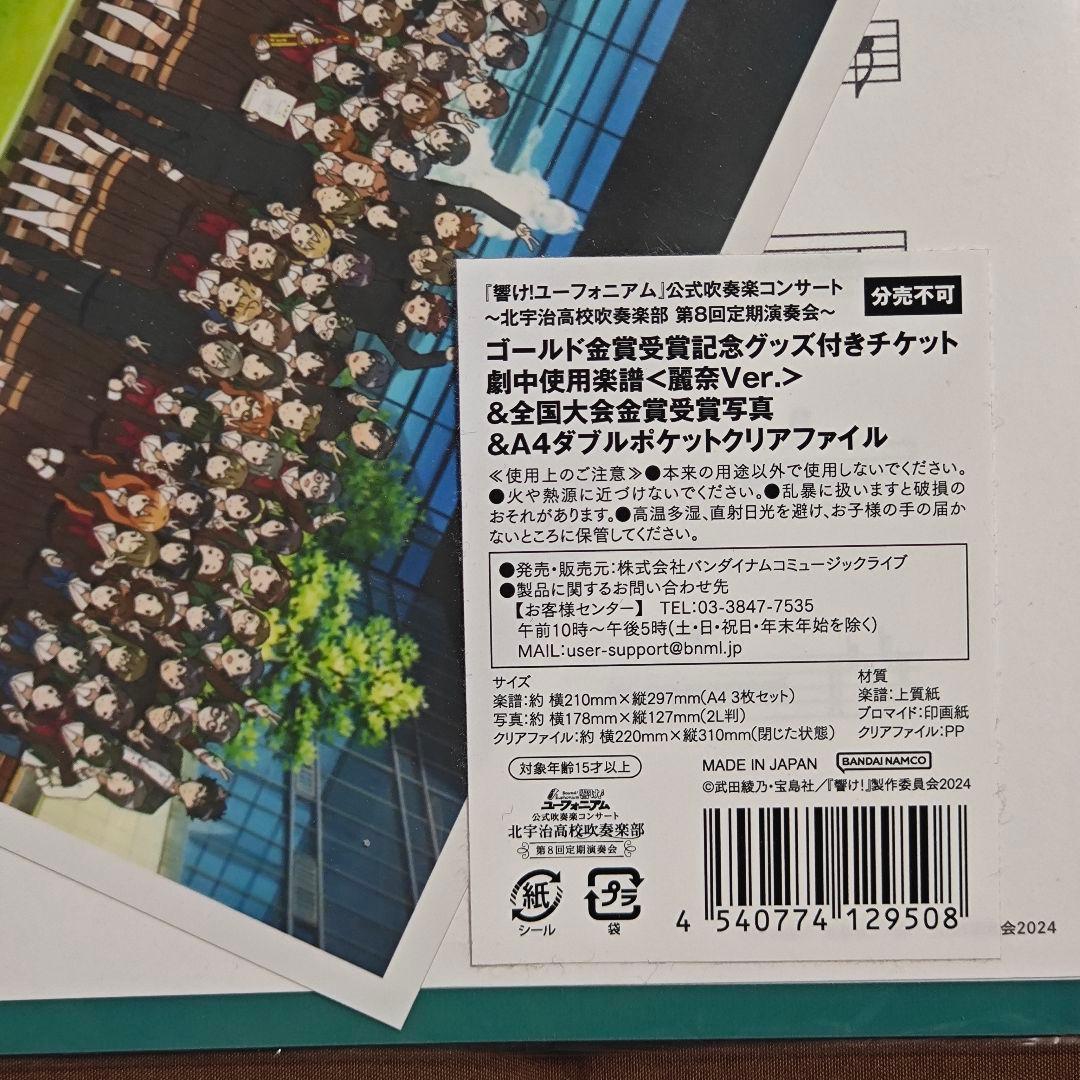 『響け!ユーフォニアム』公式吹奏楽コンサート
～北宇治高校吹奏楽部 第8回定期演奏会～
分売不可
ゴールド金賞受賞記念グッズ付きチケット
劇中使用楽譜<麗奈Ver.>
&全国大会金賞受賞写真
&A4ダブルポケットクリアファイル
≪使用上のご注意≫●本来の用途以外で使用しないでください。
●火や熱源に近づけないでください。●乱暴に扱いますと破損の
おそれがあります。●高温多湿、直射日光を避け、お子様の手の届か
ないところに保管してください。
●発売・販売元:株式会社バンダイナムコミュージックライブ
●製品に関するお問い合わせ先
【お客様センター】 TEL:03-3847-7535
午前10時～午後5時(土・日・祝日・年末年始を除く)
MAIL:user-support@bnml.jp
サイズ
楽譜:約 横210mm×縦297mm(A4 3枚セット)
写真:約 横178mm×縦127mm(2L判)
クリアファイル:約 横220mm×縦310mm(閉じた状態)
材質
楽譜:上質紙
ブロマイド:印画紙
クリアファイル:PP
対象年齢15才以上
MADE IN JAPAN
BANDAI NAMCO
©武田綾乃・宝島社/『響け!』製作委員会2024
響け!
ユーフォニアム
公式吹奏楽コンサート
北宇治高校吹奏楽部
第8回定期演奏会
紙
シール
プラ
袋
4 540774 129508
会2024